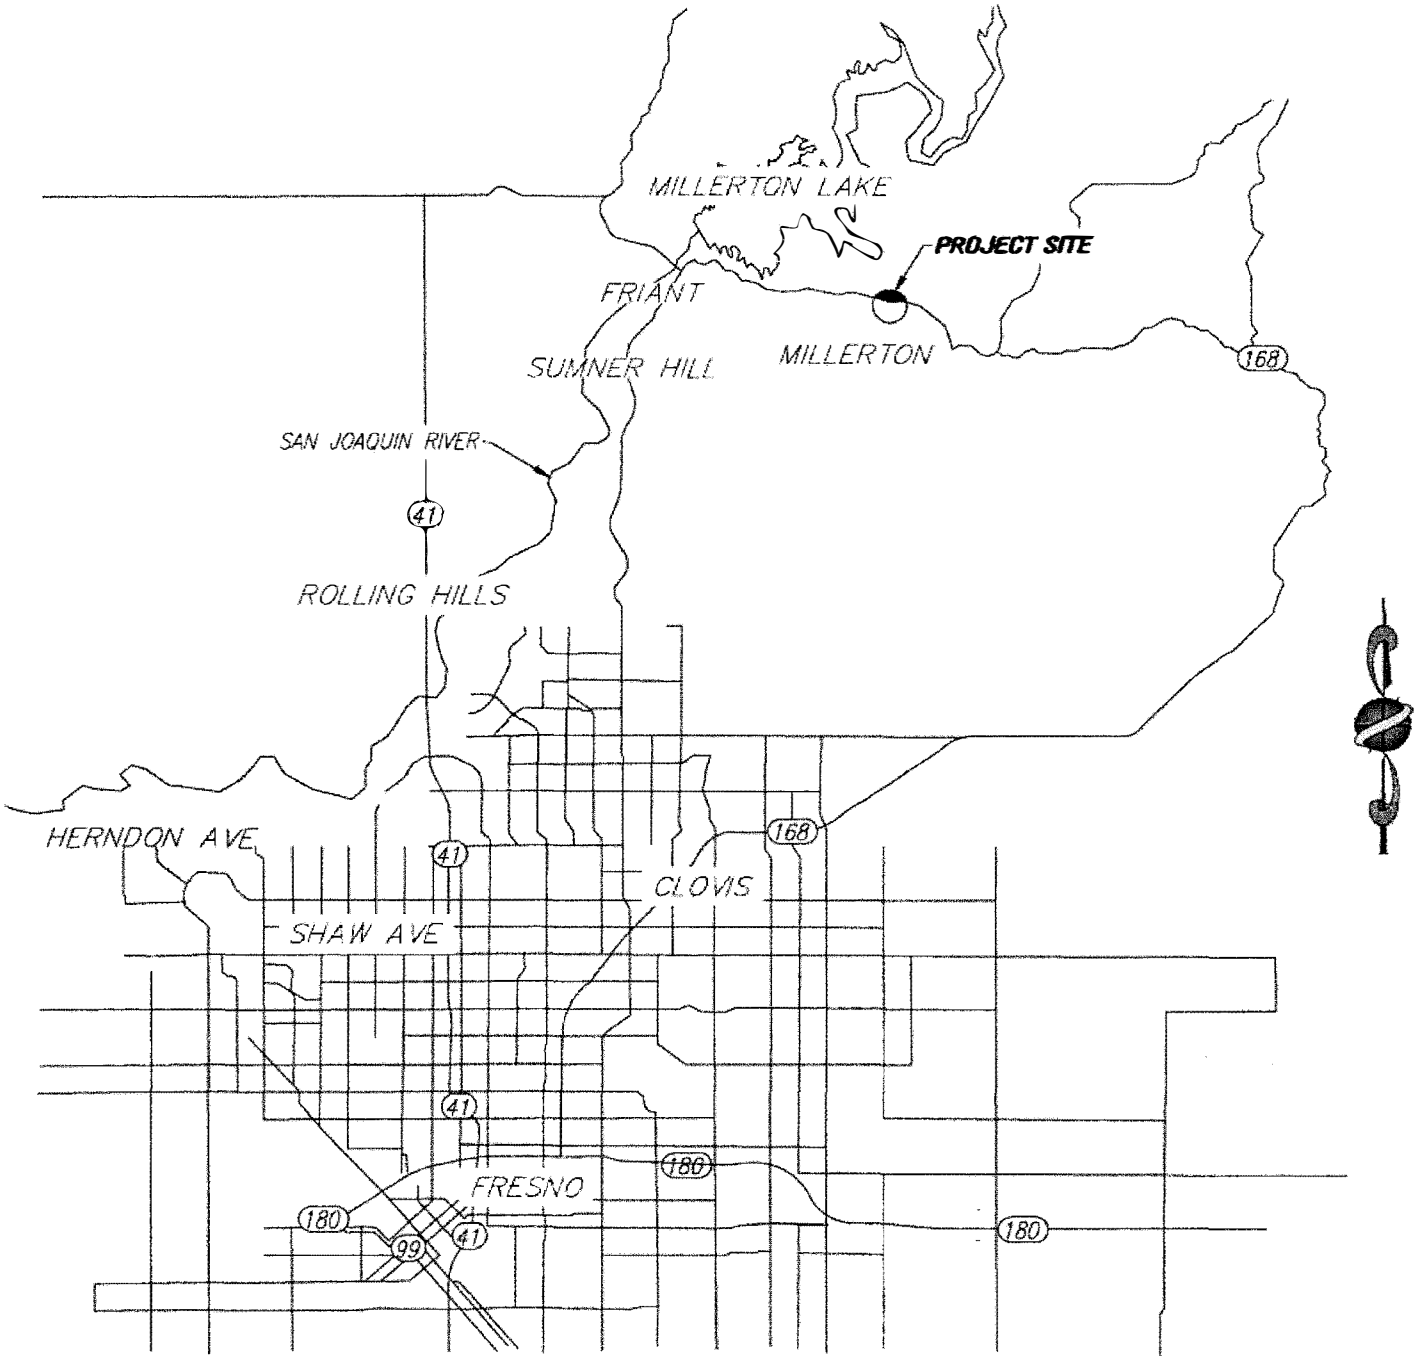 MILLERTON LAKE
PROJECT SITE
FRIANT
SUMNER HILL
MILLERTON
168
SAN JOAQUIN RIVER
41
ROLLING HILLS
168
HERNDON AVE
41
CLOVIS
SHAW AVE
41
180
FRESNO
180
41
99
180